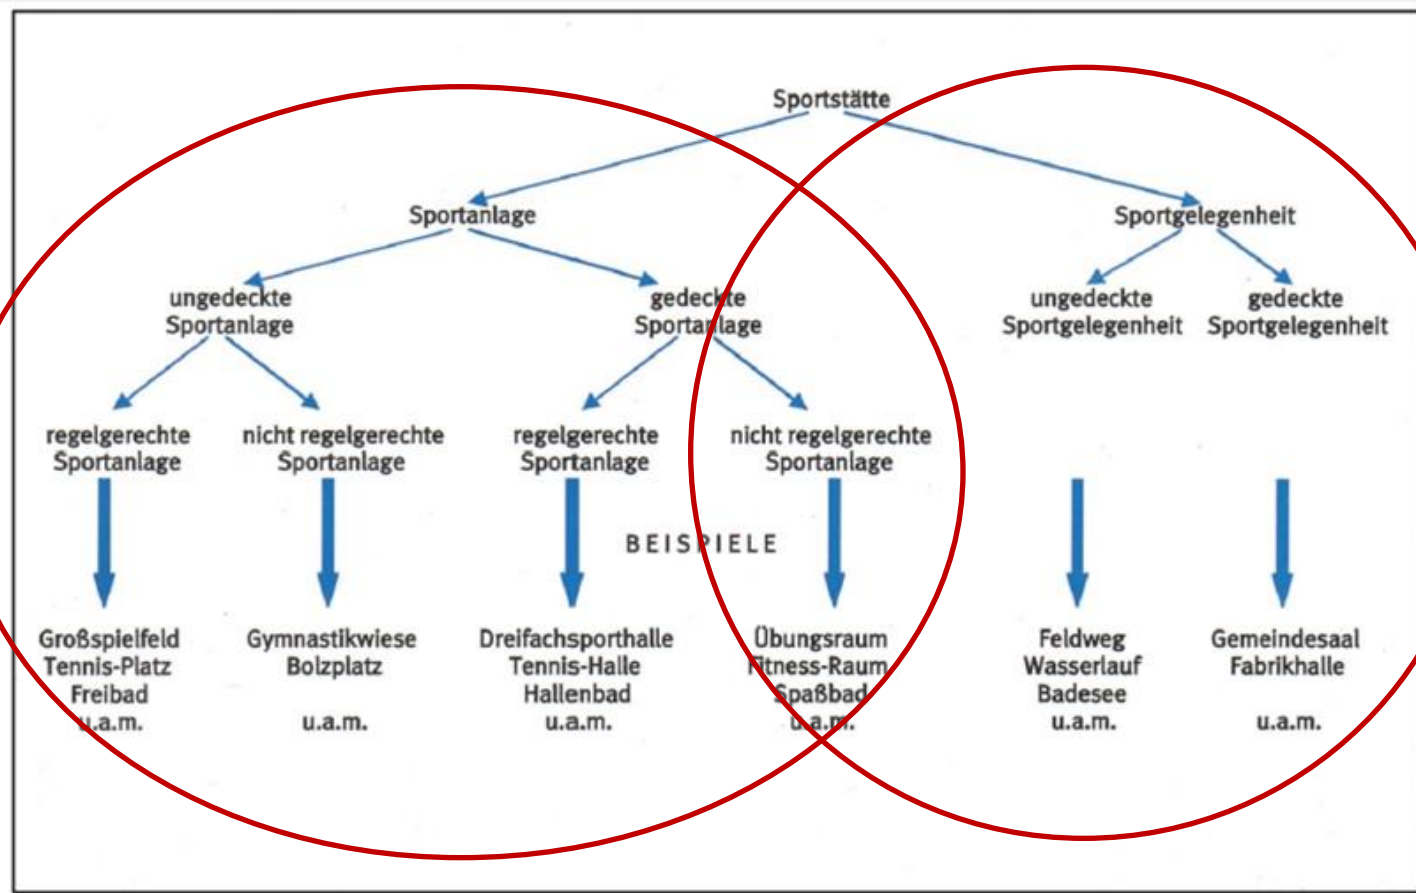 Sportstätte
Sportanlage
Sportgelegenheit
ungedeckte
Sportanlage
gedeckte
Sportanlage
ungedeckte
Sportgelegenheit
gedeckte
Sportgelegenheit
regelgerechte
Sportanlage
nicht regelgerechte
Sportanlage
regelgerechte
Sportanlage
nicht regelgerechte
Sportanlage
BEISPIELE
Großspielfeld
Tennis-Platz
Freibad
u.a.m.
Gymnastikwiese
Bolzplatz
u.a.m.
Dreifachsporthalle
Tennis-Halle
Hallenbad
u.a.m.
Übungsraum
Fitness-Raum
Spaßbad
u.a.m.
Feldweg
Wasserlauf
Badesee
u.a.m.
Gemeindesaal
Fabrikhalle
u.a.m.